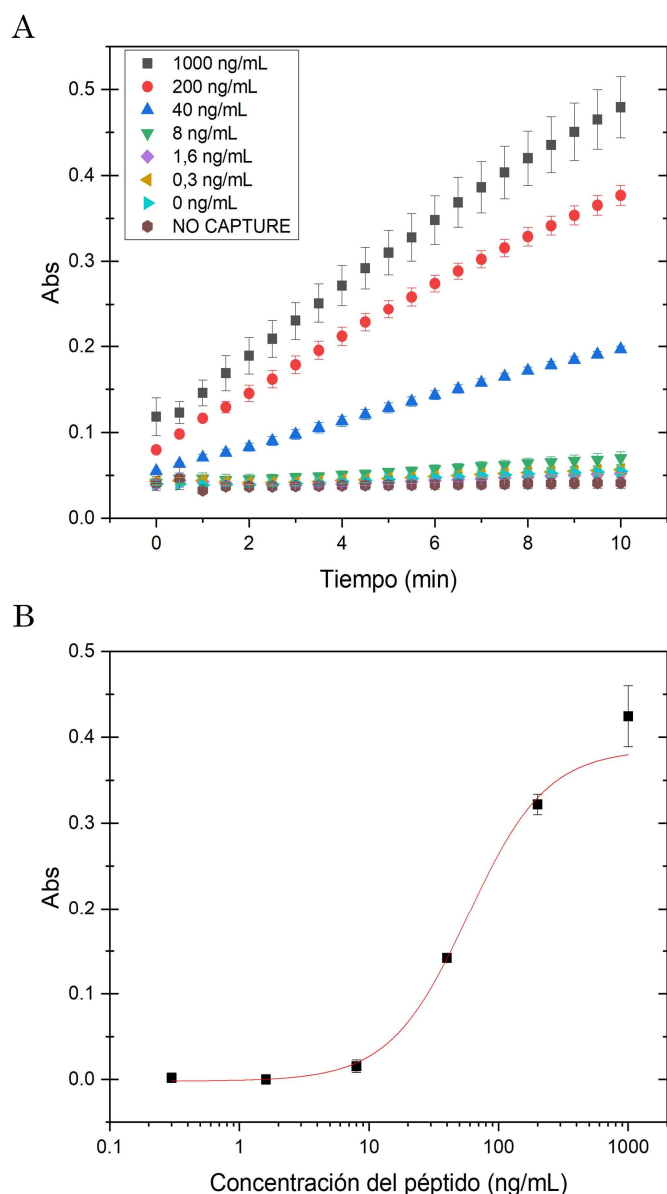 A
0.5
0.4
0.3
0.2
0.1
0.0
Abs
1000 ng/mL
200 ng/mL
40 ng/mL
8 ng/mL
1,6 ng/mL
0,3 ng/mL
0 ng/mL
NO CAPTURE
0 2 4 6 8 10
Tiempo (min)
B
0.5
0.4
0.3
0.2
0.1
0.0
Abs
0.1 1 10 100 1000
Concentración del péptido (ng/mL)